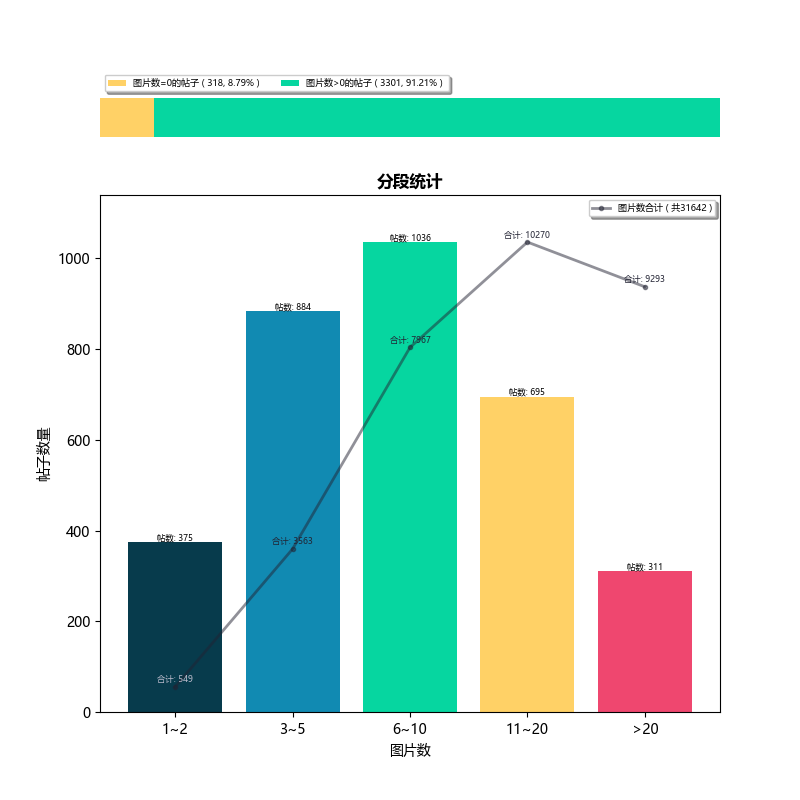 图片数=0的帖子 ( 318, 8.79% )
图片数>0的帖子 ( 3301, 91.21% )
分段统计
图片数合计 ( 共31642 )
合计: 10270
帖数: 1036
合计: 9293
帖数: 884
合计: 7967
帖数: 695
帖数: 375
合计: 3563
帖数: 311
合计: 549
帖子数量
1000
800
600
400
200
0
1~2
3~5
6~10
11~20
>20
图片数